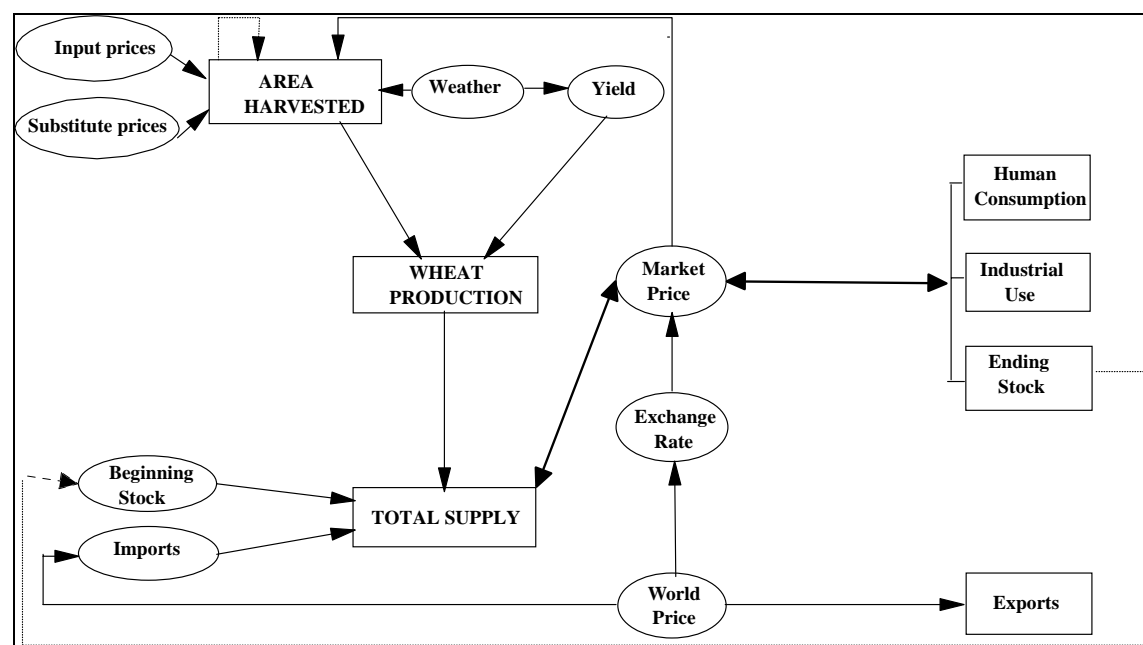 Input prices
AREA
HARVESTED
Weather
Yield
Substitute prices
Human
Consumption
WHEAT
PRODUCTION
Market
Price
Industrial
Use
Ending
Stock
Exchange
Rate
Beginning
Stock
TOTAL SUPPLY
Imports
World
Price
Exports